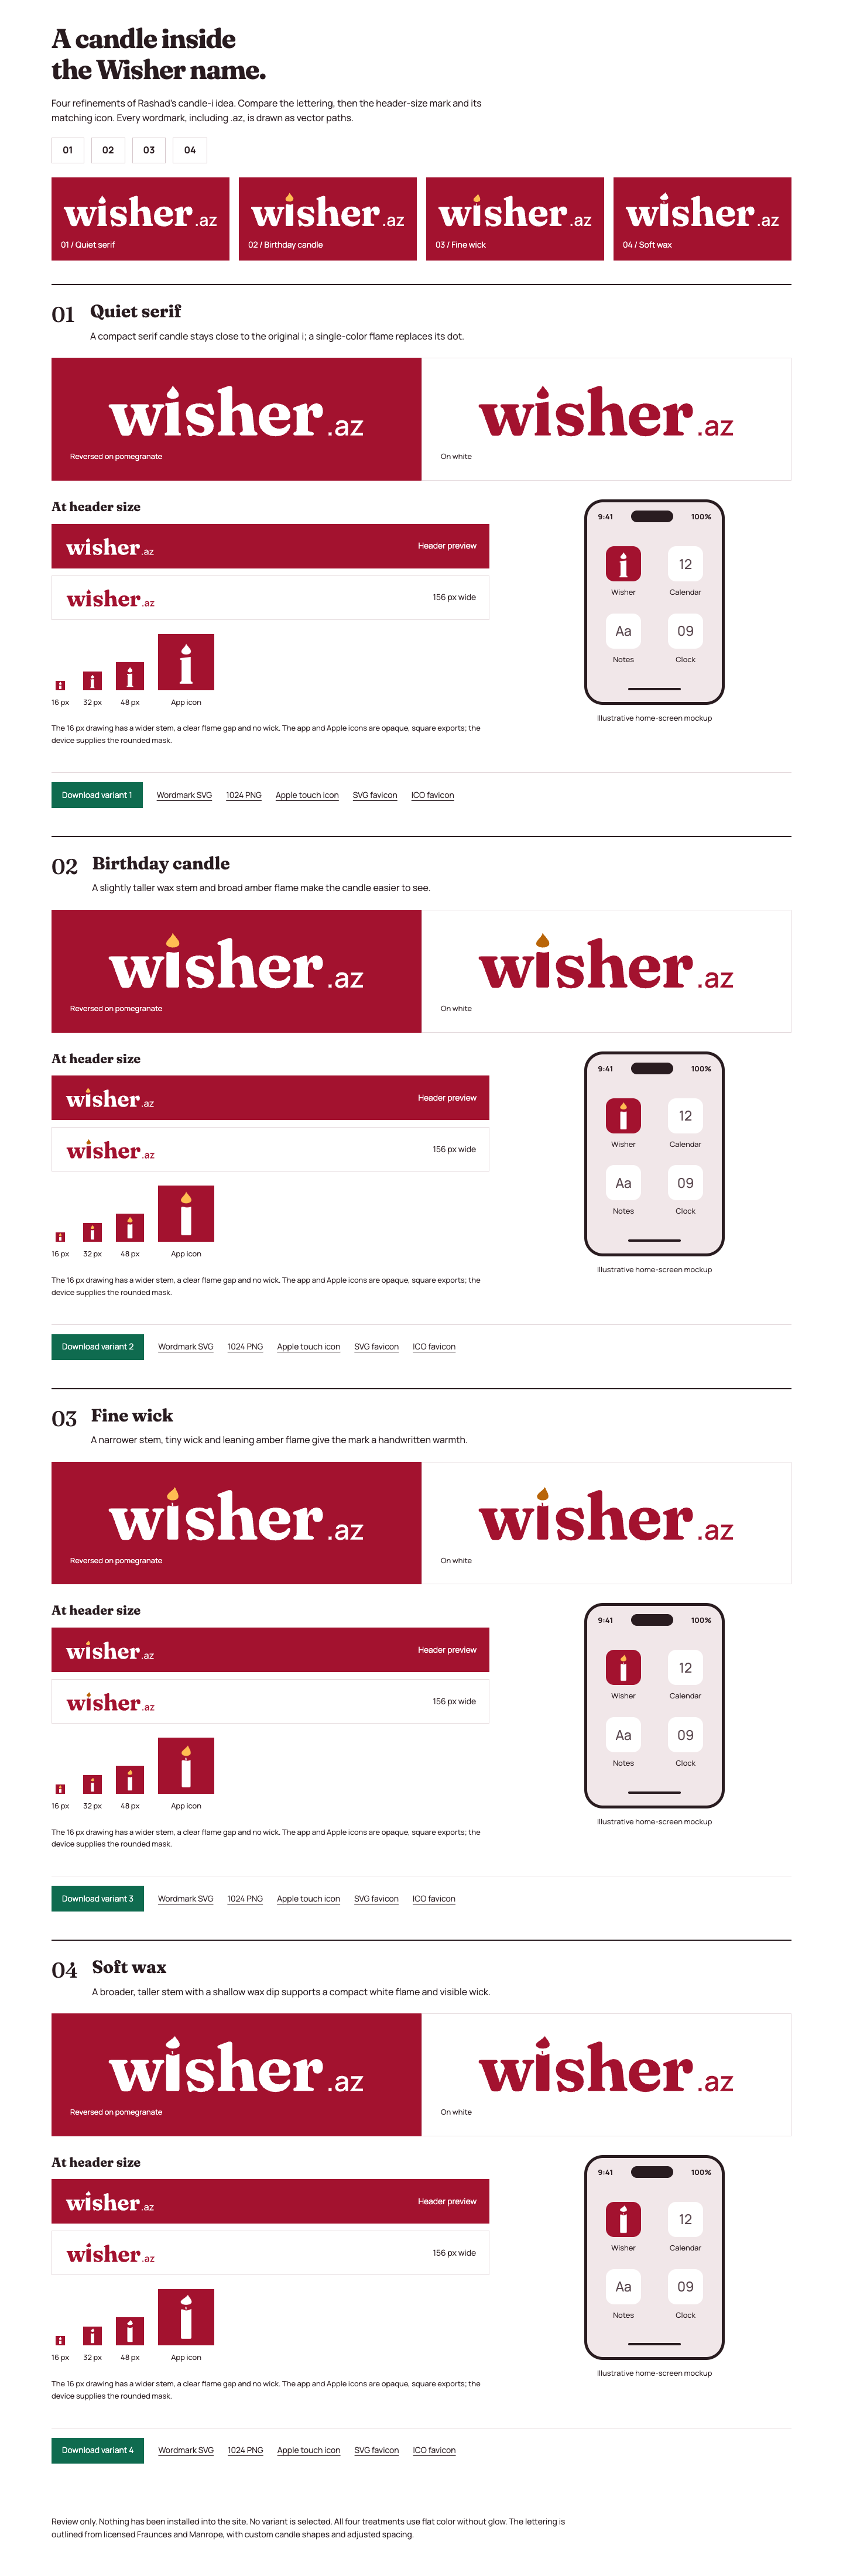 A candle inside
the Wisher name.
Four refinements of Rashad's candle-i idea. Compare the lettering, then the header-size mark and its
matching icon. Every wordmark, including .az, is drawn as vector paths.
01 02 03 04
wisher.az wisher.az wisher.az wisher.az
01 / Quiet serif 02 / Birthday candle 03 / Fine wick 04 / Soft wax
01 Quiet serif
A compact serif candle stays close to the original i; a single-color flame replaces its dot.
wisher.az wisher.az
Reversed on pomegranate On white
At header size
wisher.az Header preview
wisher.az 156 px wide
16 px 32 px 48 px App icon
The 16 px drawing has a wider stem, a clear flame gap and no wick. The app and Apple icons are opaque, square exports; the
device supplies the rounded mask.
9:41 100%
12
Wisher Calendar
Aa 09
Notes Clock
Illustrative home-screen mockup
Download variant 1 Wordmark SVG 1024 PNG Apple touch icon SVG favicon ICO favicon
02 Birthday candle
A slightly taller wax stem and broad amber flame make the candle easier to see.
wisher.az wisher.az
Reversed on pomegranate On white
At header size
wisher.az Header preview
wisher.az 156 px wide
16 px 32 px 48 px App icon
The 16 px drawing has a wider stem, a clear flame gap and no wick. The app and Apple icons are opaque, square exports; the
device supplies the rounded mask.
9:41 100%
12
Wisher Calendar
Aa 09
Notes Clock
Illustrative home-screen mockup
Download variant 2 Wordmark SVG 1024 PNG Apple touch icon SVG favicon ICO favicon
03 Fine wick
A narrower stem, tiny wick and leaning amber flame give the mark a handwritten warmth.
wisher.az wisher.az
Reversed on pomegranate On white
At header size
wisher.az Header preview
wisher.az 156 px wide
16 px 32 px 48 px App icon
The 16 px drawing has a wider stem, a clear flame gap and no wick. The app and Apple icons are opaque, square exports; the
device supplies the rounded mask.
9:41 100%
12
Wisher Calendar
Aa 09
Notes Clock
Illustrative home-screen mockup
Download variant 3 Wordmark SVG 1024 PNG Apple touch icon SVG favicon ICO favicon
04 Soft wax
A broader, taller stem with a shallow wax dip supports a compact white flame and visible wick.
wisher.az wisher.az
Reversed on pomegranate On white
At header size
wisher.az Header preview
wisher.az 156 px wide
16 px 32 px 48 px App icon
The 16 px drawing has a wider stem, a clear flame gap and no wick. The app and Apple icons are opaque, square exports; the
device supplies the rounded mask.
9:41 100%
12
Wisher Calendar
Aa 09
Notes Clock
Illustrative home-screen mockup
Download variant 4 Wordmark SVG 1024 PNG Apple touch icon SVG favicon ICO favicon
Review only. Nothing has been installed into the site. No variant is selected. All four treatments use flat color without glow. The lettering is
outlined from licensed Fraunces and Manrope, with custom candle shapes and adjusted spacing.